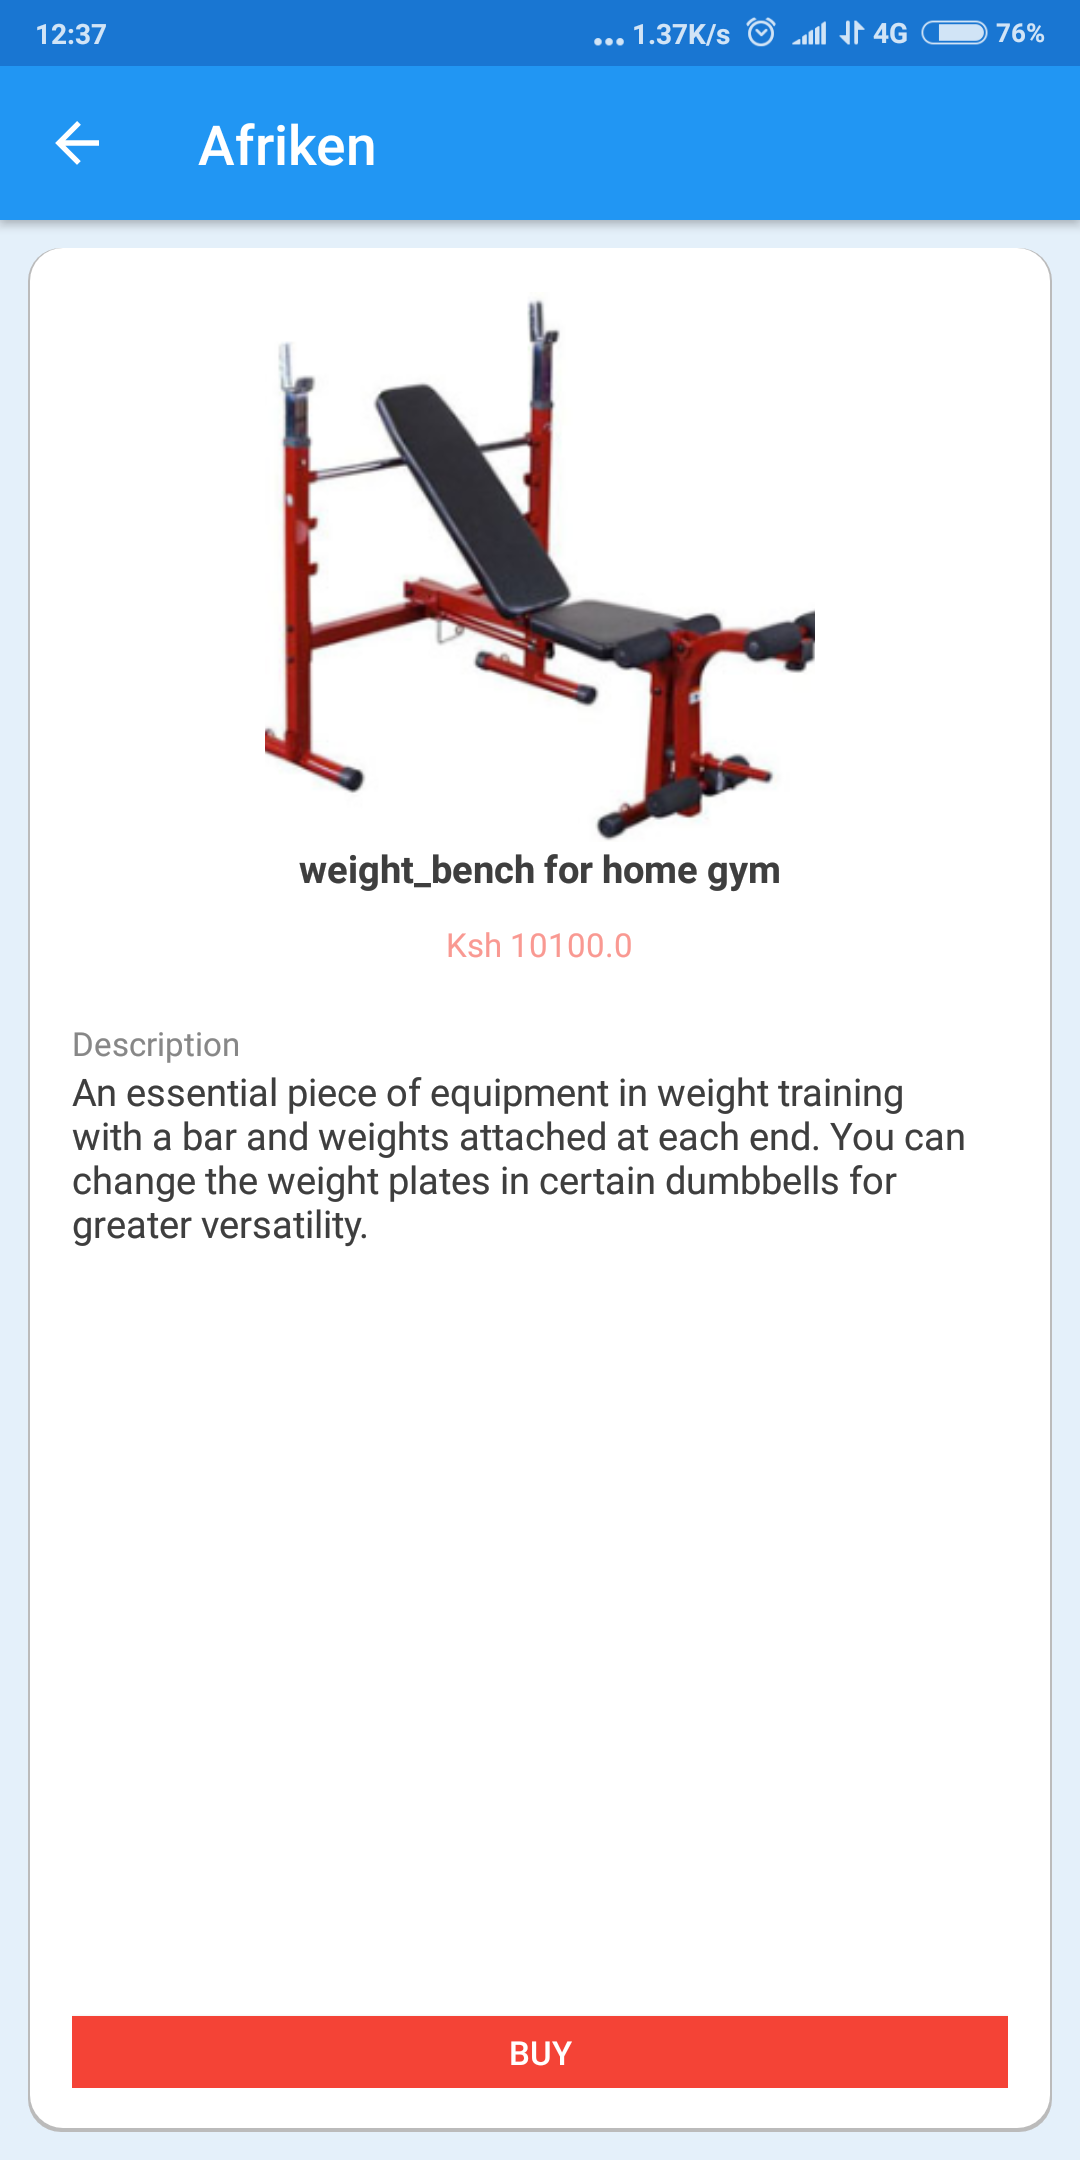 12:37
... 1.37K/s 4G 76%
Afriken
weight_bench for home gym
Ksh 10100.0
Description
An essential piece of equipment in weight training
with a bar and weights attached at each end. You can
change the weight plates in certain dumbbells for
greater versatility.
BUY